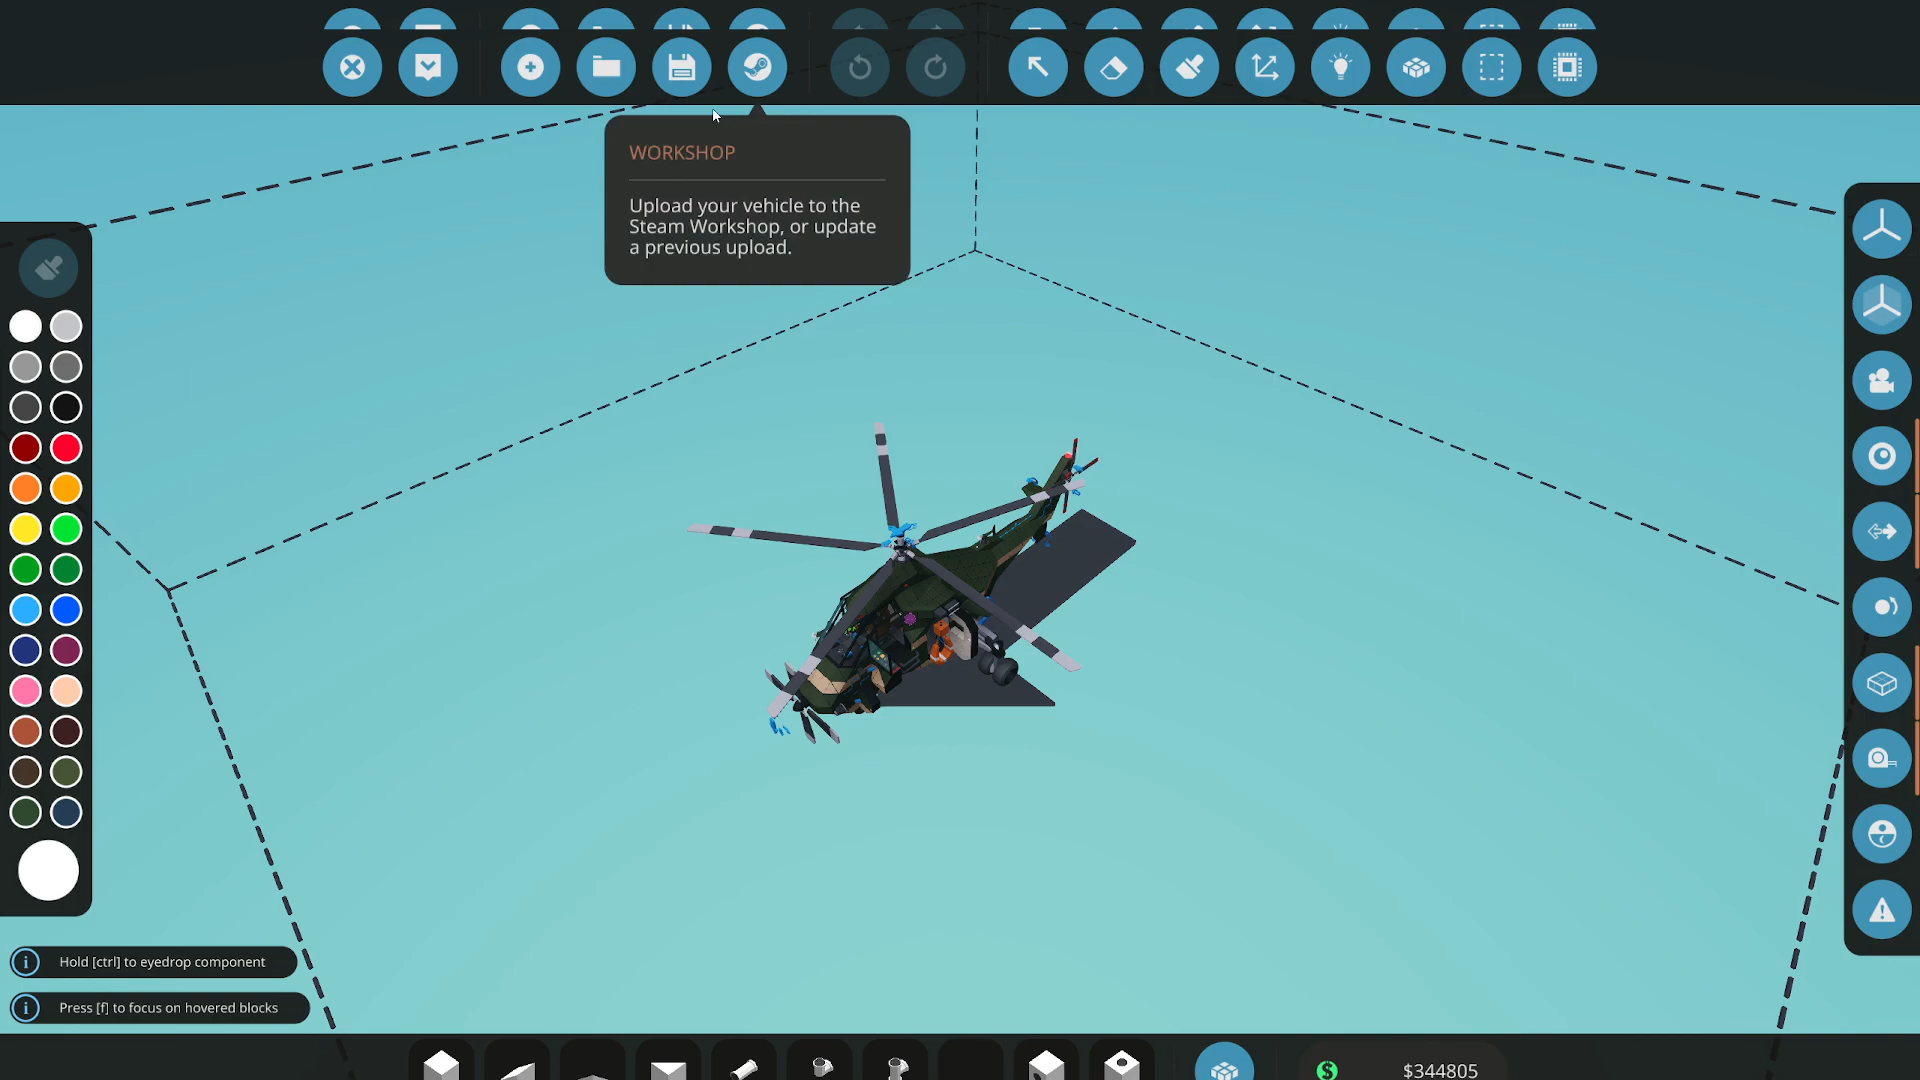 WORKSHOP
Upload your vehicle to the
Steam Workshop, or update
a previous upload.
Hold [ctrl] to eyedrop component
Press [f] to focus on hovered blocks
$344805